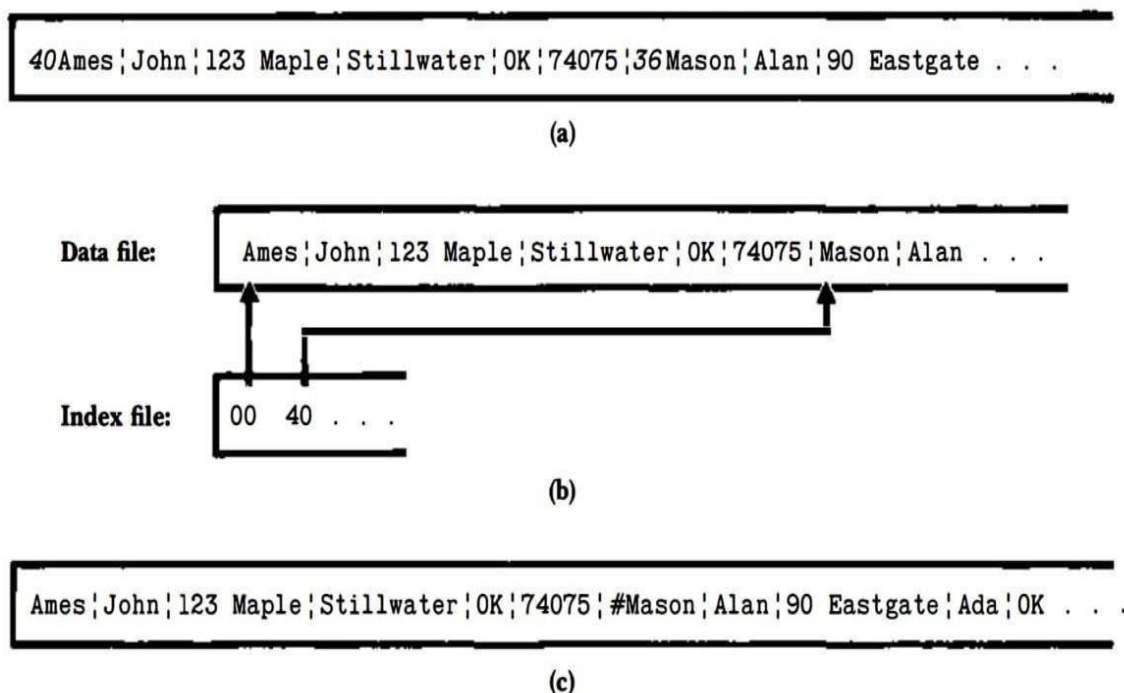 40Ames¦John¦123 Maple¦Stillwater¦OK¦74075¦36Mason¦Alan¦90 Eastgate . . .
(a)
Data file: Ames¦John¦123 Maple¦Stillwater¦OK¦74075¦Mason¦Alan . . .
Index file: 00 40 . . .
(b)
Ames¦John¦123 Maple¦Stillwater¦OK¦74075¦#Mason¦Alan¦90 Eastgate¦Ada¦OK . . .
(c)